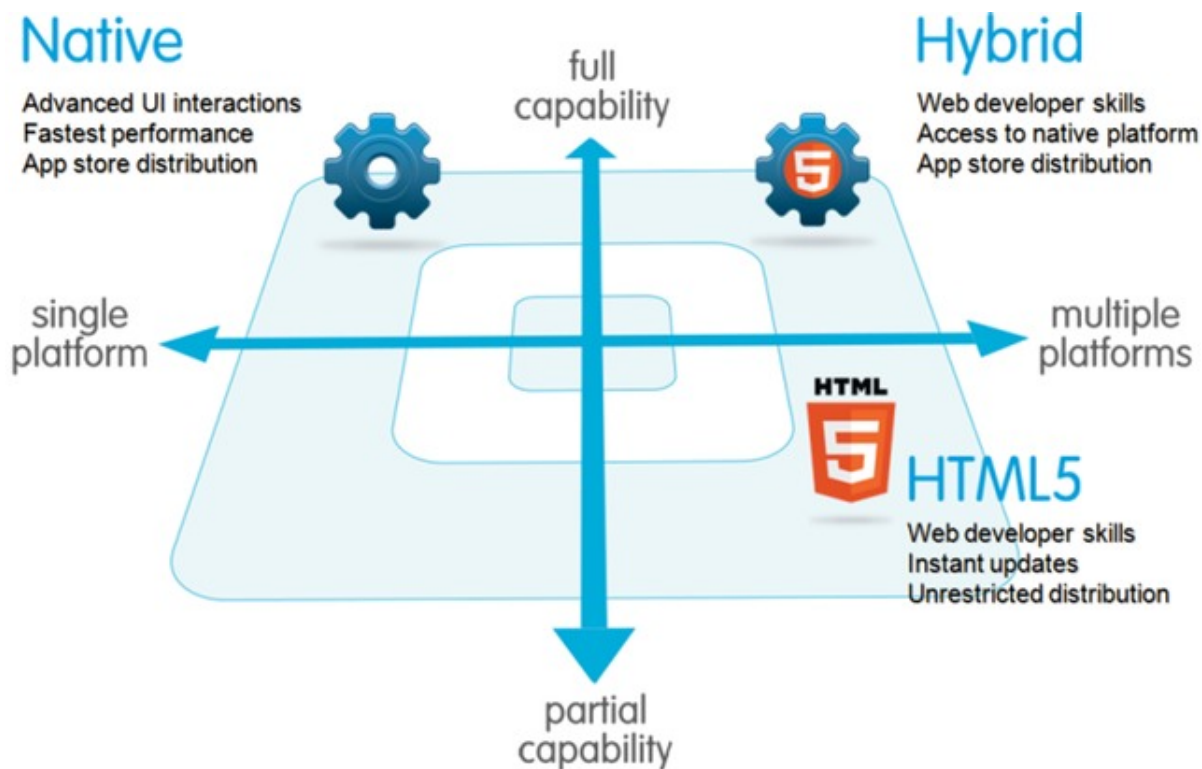 Native
Advanced UI interactions
Fastest performance
App store distribution
full
capability
Hybrid
Web developer skills
Access to native platform
App store distribution
5
single
platform
multiple
platforms
HTML
5
HTML5
Web developer skills
Instant updates
Unrestricted distribution
partial
capability